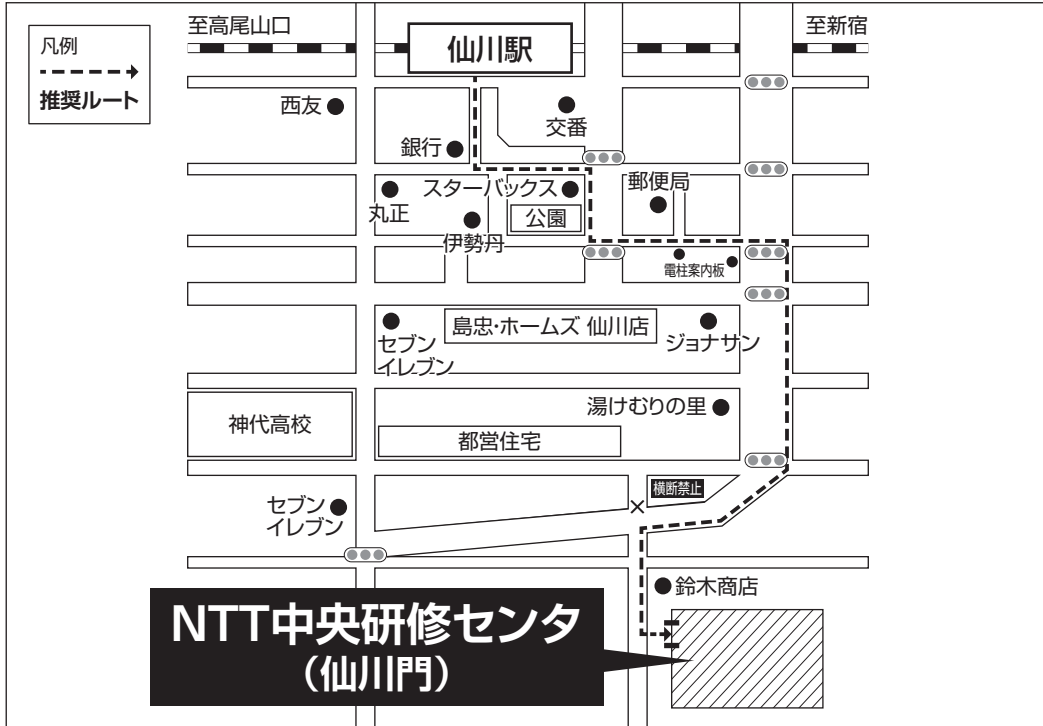 至高尾山口
至新宿
凡例
推奨ルート
仙川駅
西友
交番
銀行
スターバックス
郵便局
丸正
公園
伊勢丹
電柱案内板
島忠・ホームズ 仙川店
セブン
イレブン
ジョナサン
湯けむりの里
神代高校
都営住宅
横断禁止
セブン
イレブン
鈴木商店
NTT中央研修センタ
(仙川門)